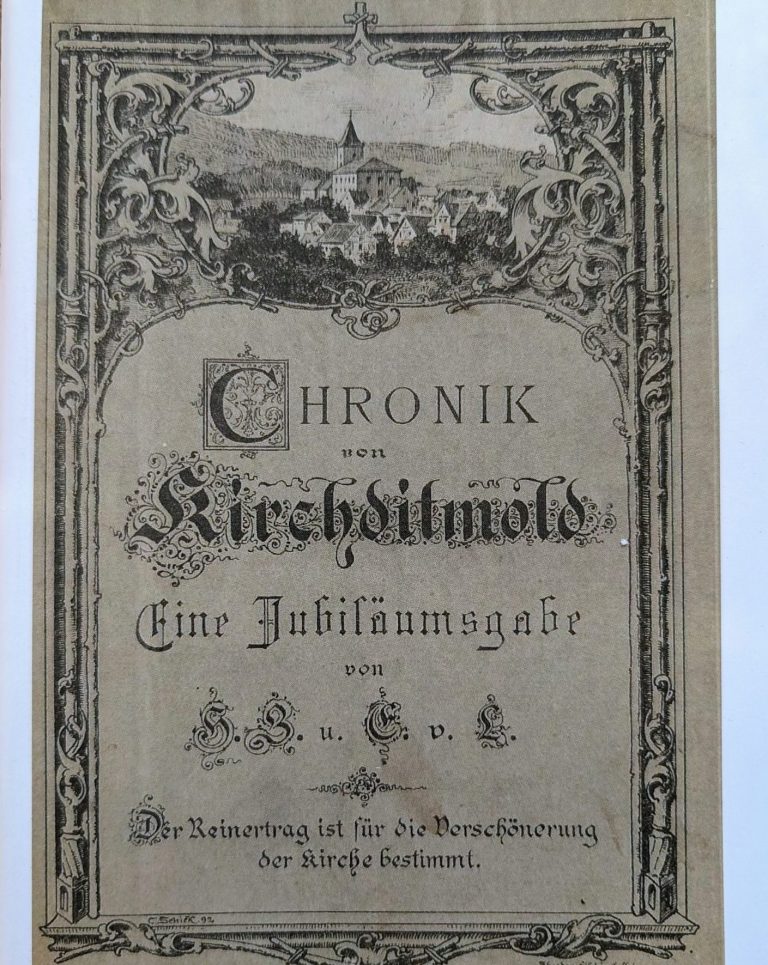 CHRONIK
von
Kirchditmold
Eine Jubiläumsgabe
von
H. B. u. E. v. L.
Der Reinertrag ist für die Verschönerung
der Kirche bestimmt.
C. Schick. 92